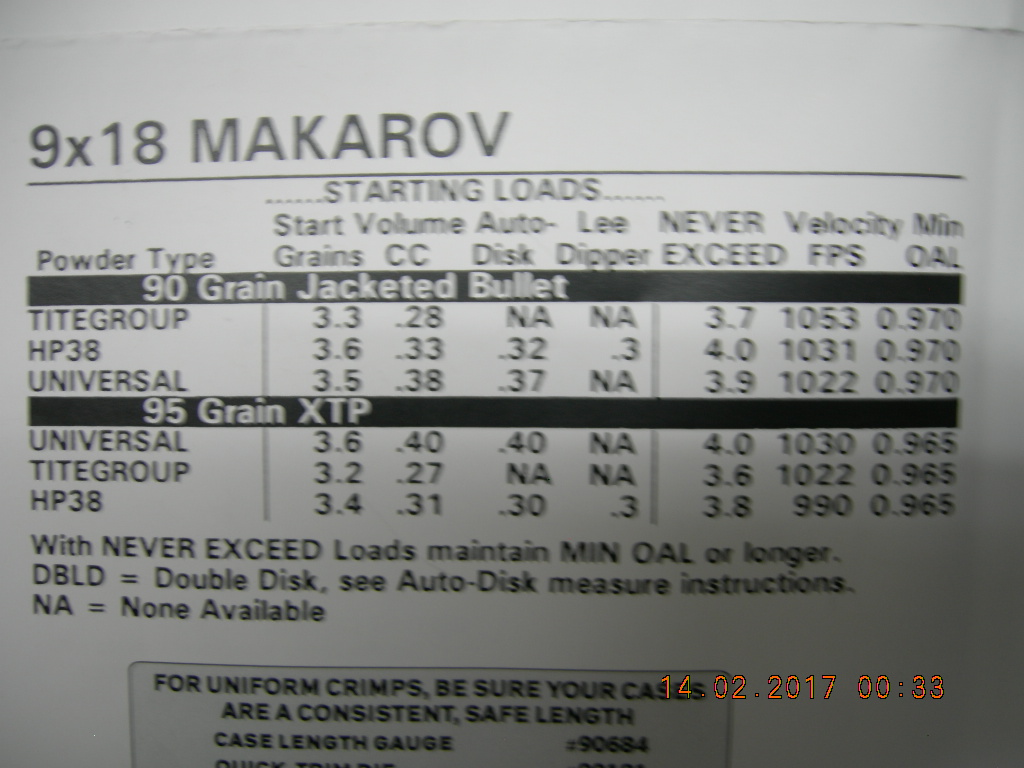 9x18 MAKAROV
......STARTING LOADS......
Start Volume Auto- Lee NEVER Velocity Min
Powder Type Grains CC Disk Dipper EXCEED FPS OAL
90 Grain Jacketed Bullet
TITEGROUP 3.3 .28 NA NA 3.7 1053 0.970
HP38 3.6 .33 .32 .3 4.0 1031 0.970
UNIVERSAL 3.5 .38 .37 NA 3.9 1022 0.970
95 Grain XTP
UNIVERSAL 3.6 .40 .40 NA 4.0 1030 0.965
TITEGROUP 3.2 .27 NA NA 3.6 1022 0.965
HP38 3.4 .31 .30 .3 3.8 990 0.965
With NEVER EXCEED Loads maintain MIN OAL or longer.
DBLD = Double Disk, see Auto-Disk measure instructions.
NA = None Available
FOR UNIFORM CRIMPS, BE SURE YOUR CASES
14.02.2017 00:33
ARE A CONSISTENT, SAFE LENGTH
CASE LENGTH GAUGE #90684
QUICK TRIM DIE